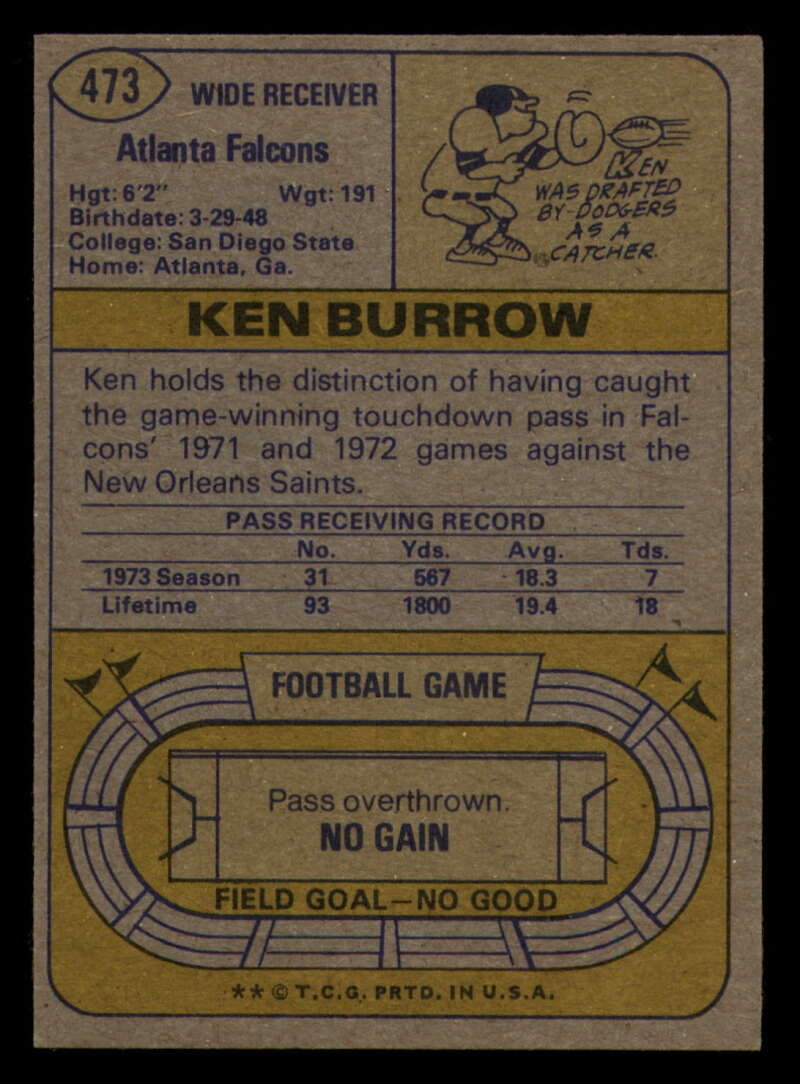 473
WIDE RECEIVER
Atlanta Falcons
Hgt: 6'2" Wgt: 191
Birthdate: 3-29-48
College: San Diego State
Home: Atlanta, Ga.
KEN
WAS DRAFTED
BY DODGERS
AS A
CATCHER.
KEN BURROW
Ken holds the distinction of having caught
the game-winning touchdown pass in Fal-
cons' 1971 and 1972 games against the
New Orleans Saints.
PASS RECEIVING RECORD
No. Yds. Avg. Tds.
1973 Season 31 567 18.3 7
Lifetime 93 1800 19.4 18
FOOTBALL GAME
Pass overthrown.
NO GAIN
FIELD GOAL—NO GOOD
** © T.C.G. PRTD. IN U.S.A.